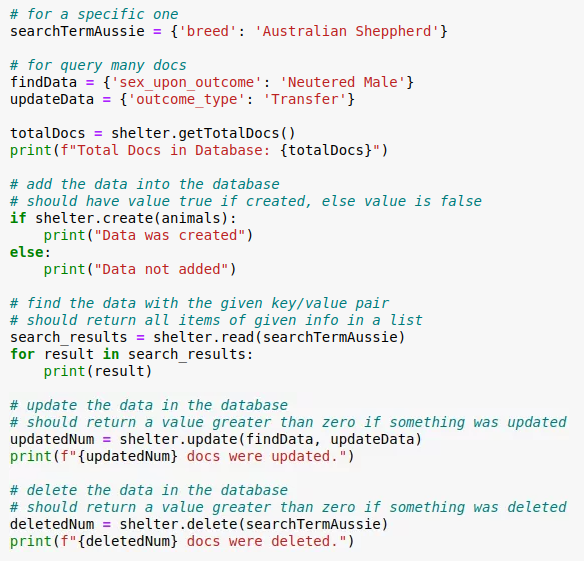 # for a specific one
searchTermAussie = {'breed': 'Australian Sheppherd'}
# for query many docs
findData = {'sex_upon_outcome': 'Neutered Male'}
updateData = {'outcome_type': 'Transfer'}
totalDocs = shelter.getTotalDocs()
print(f"Total Docs in Database: {totalDocs}")
# add the data into the database
# should have value true if created, else value is false
if shelter.create(animals):
    print("Data was created")
else:
    print("Data not added")
# find the data with the given key/value pair
# should return all items of given info in a list
search_results = shelter.read(searchTermAussie)
for result in search_results:
    print(result)
# update the data in the database
# should return a value greater than zero if something was updated
updatedNum = shelter.update(findData, updateData)
print(f"{updatedNum} docs were updated.")
# delete the data in the database
# should return a value greater than zero if something was deleted
deletedNum = shelter.delete(searchTermAussie)
print(f"{deletedNum} docs were deleted.")